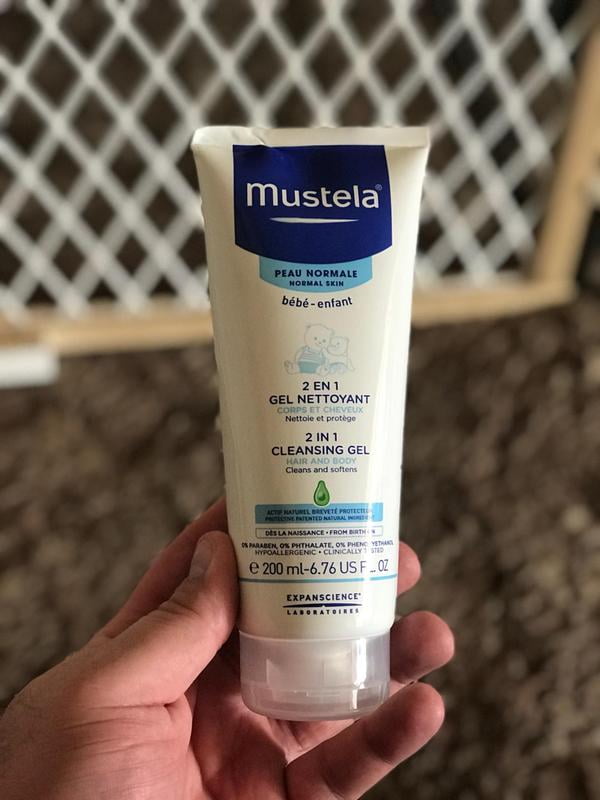 Mustela®
PEAU NORMALE
NORMAL SKIN
bébé-enfant
2 EN 1
GEL NETTOYANT
CORPS ET CHEVEUX
Nettoie et protège
2 IN 1
CLEANSING GEL
HAIR AND BODY
Cleans and softens
ACTIF NATUREL BREVETÉ PROTECTEUR
PROTECTIVE PATENTED NATURAL INGREDIENT
DÈS LA NAISSANCE • FROM BIRTH ON
0% PARABEN, 0% PHTHALATE, 0% PHENOXYETHANOL
HYPOALLERGENIC • CLINICALLY TESTED
℮ 200 ml-6.76 US FL. OZ
EXPANSCIENCE®
LABORATOIRES